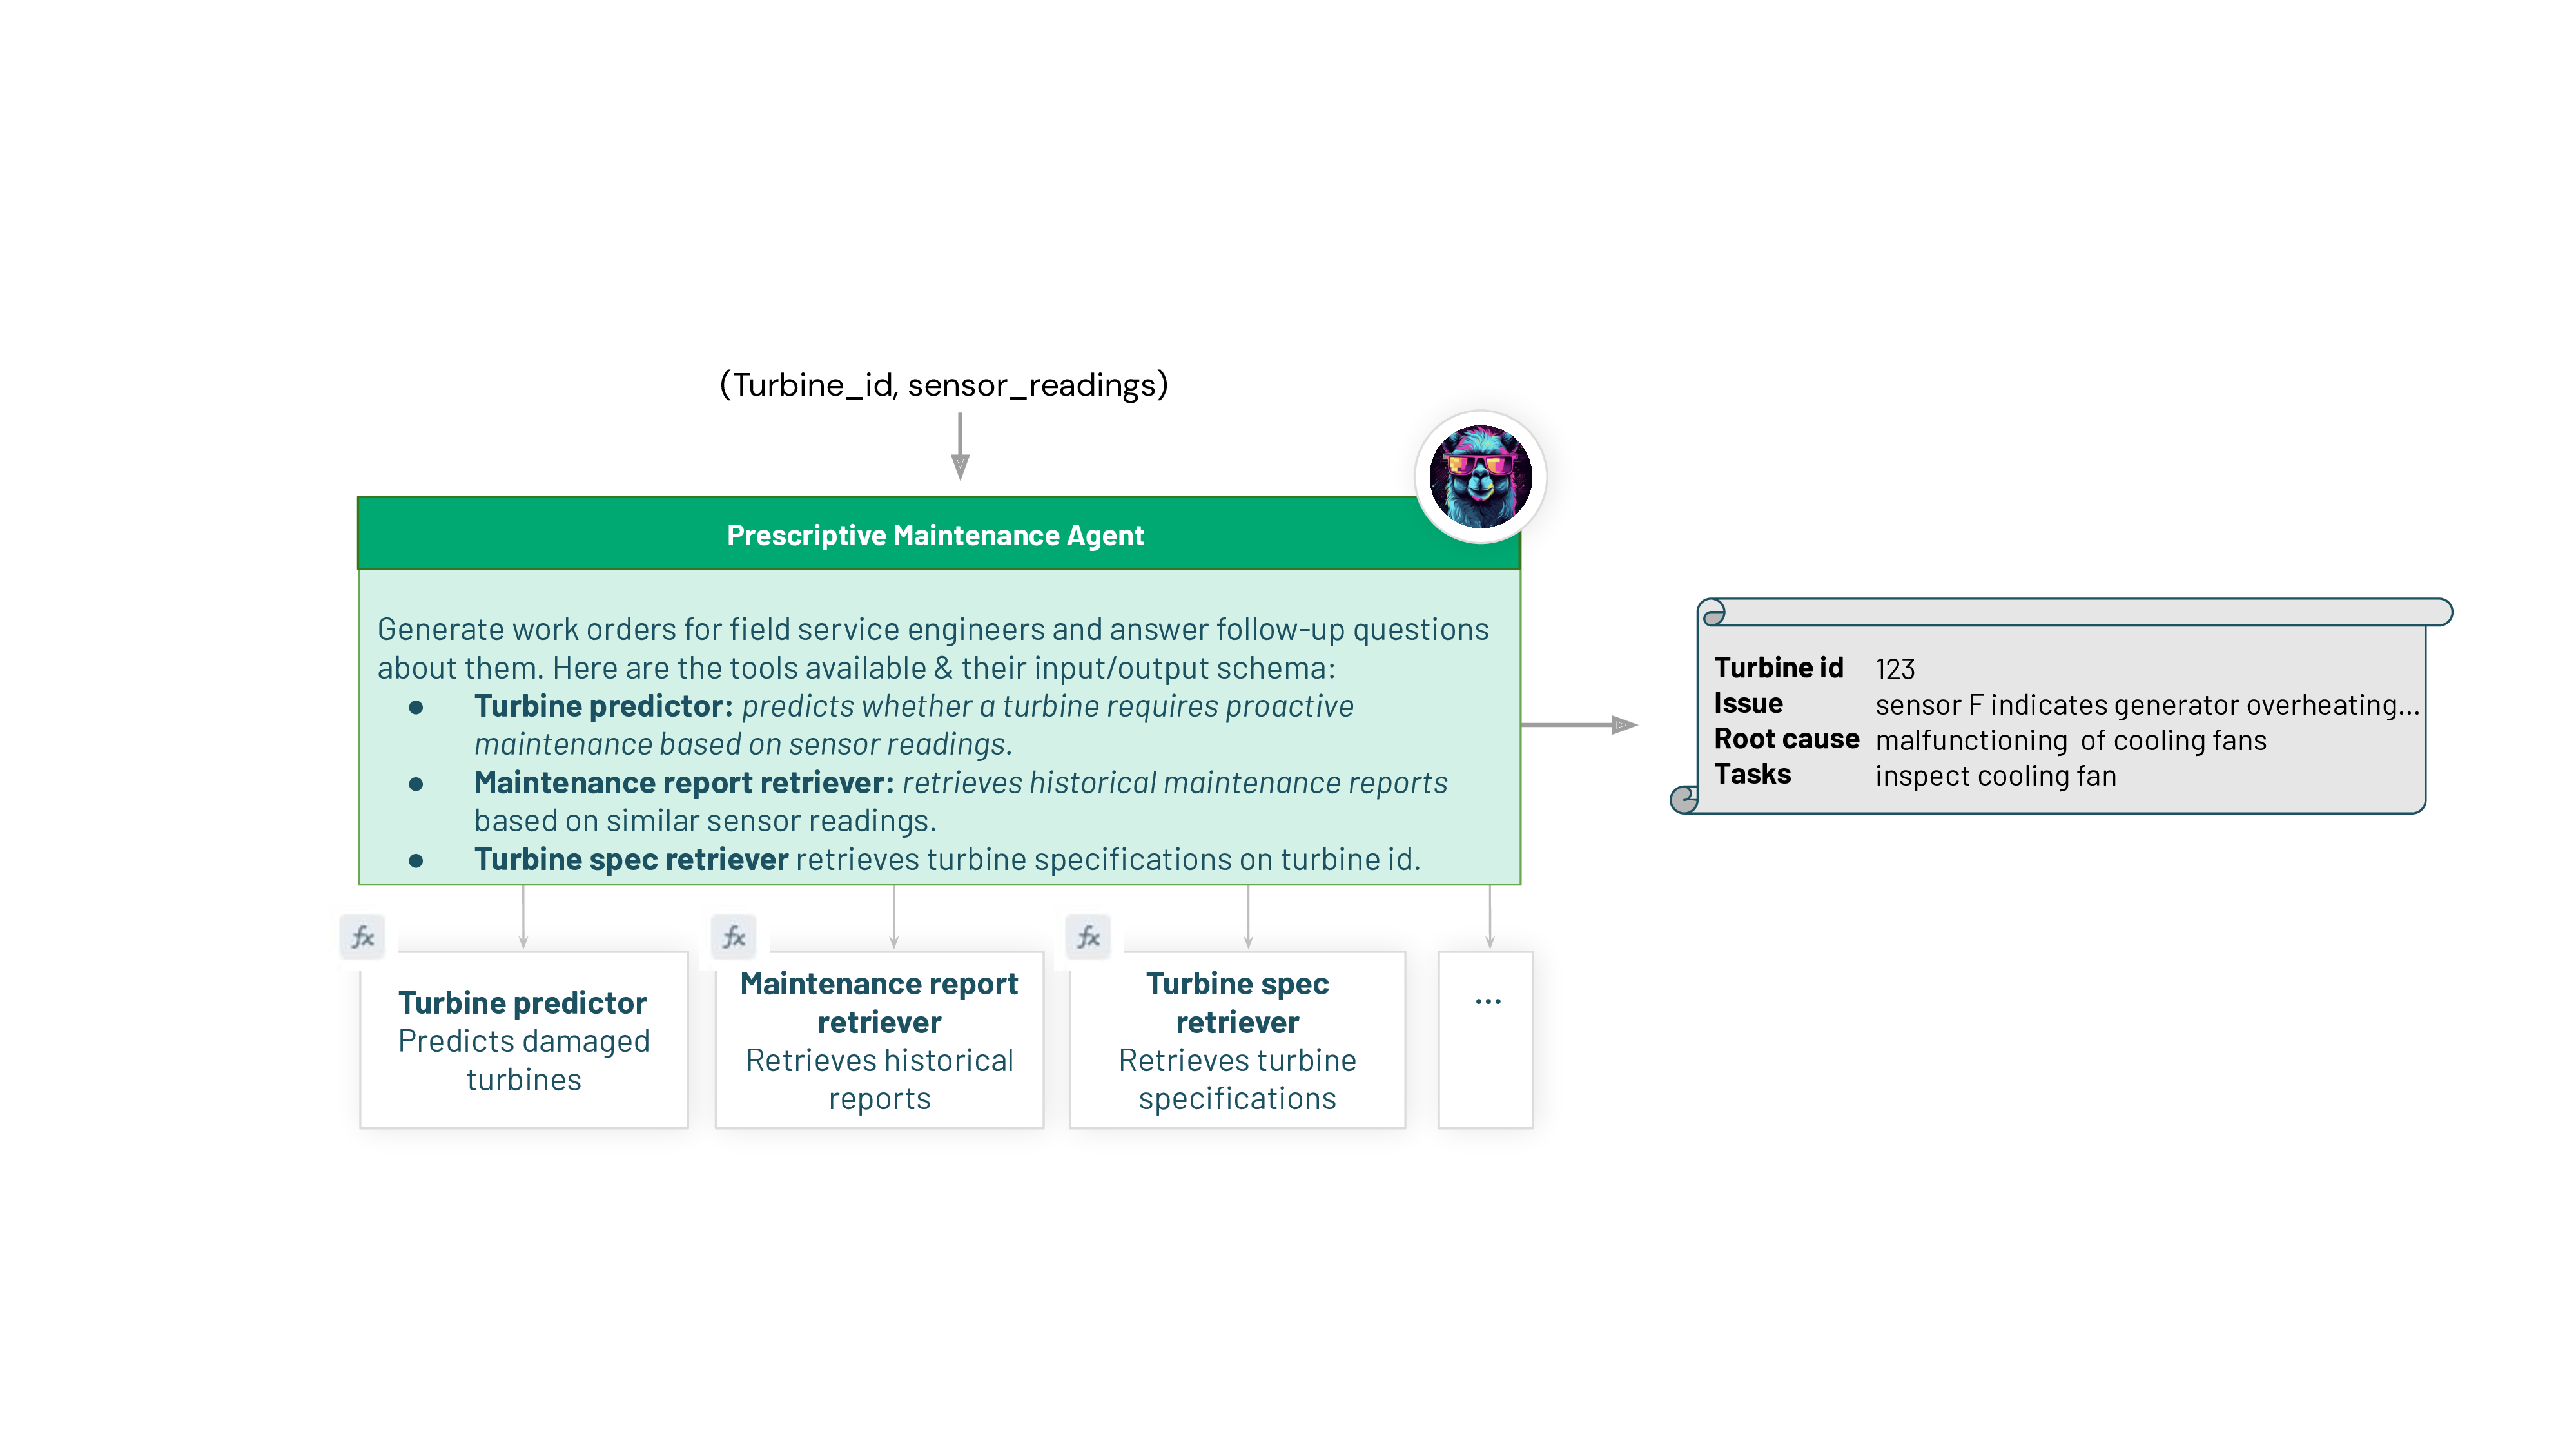 (Turbine_id, sensor_readings)
Prescriptive Maintenance Agent
Generate work orders for field service engineers and answer follow-up questions
about them. Here are the tools available & their input/output schema:
● Turbine predictor: predicts whether a turbine requires proactive
maintenance based on sensor readings.
● Maintenance report retriever: retrieves historical maintenance reports
based on similar sensor readings.
● Turbine spec retriever retrieves turbine specifications on turbine id.
Turbine id 123
Issue sensor F indicates generator overheating...
Root cause malfunctioning of cooling fans
Tasks inspect cooling fan
fx
Turbine predictor
Predicts damaged
turbines
fx
Maintenance report
retriever
Retrieves historical
reports
fx
Turbine spec
retriever
Retrieves turbine
specifications
...